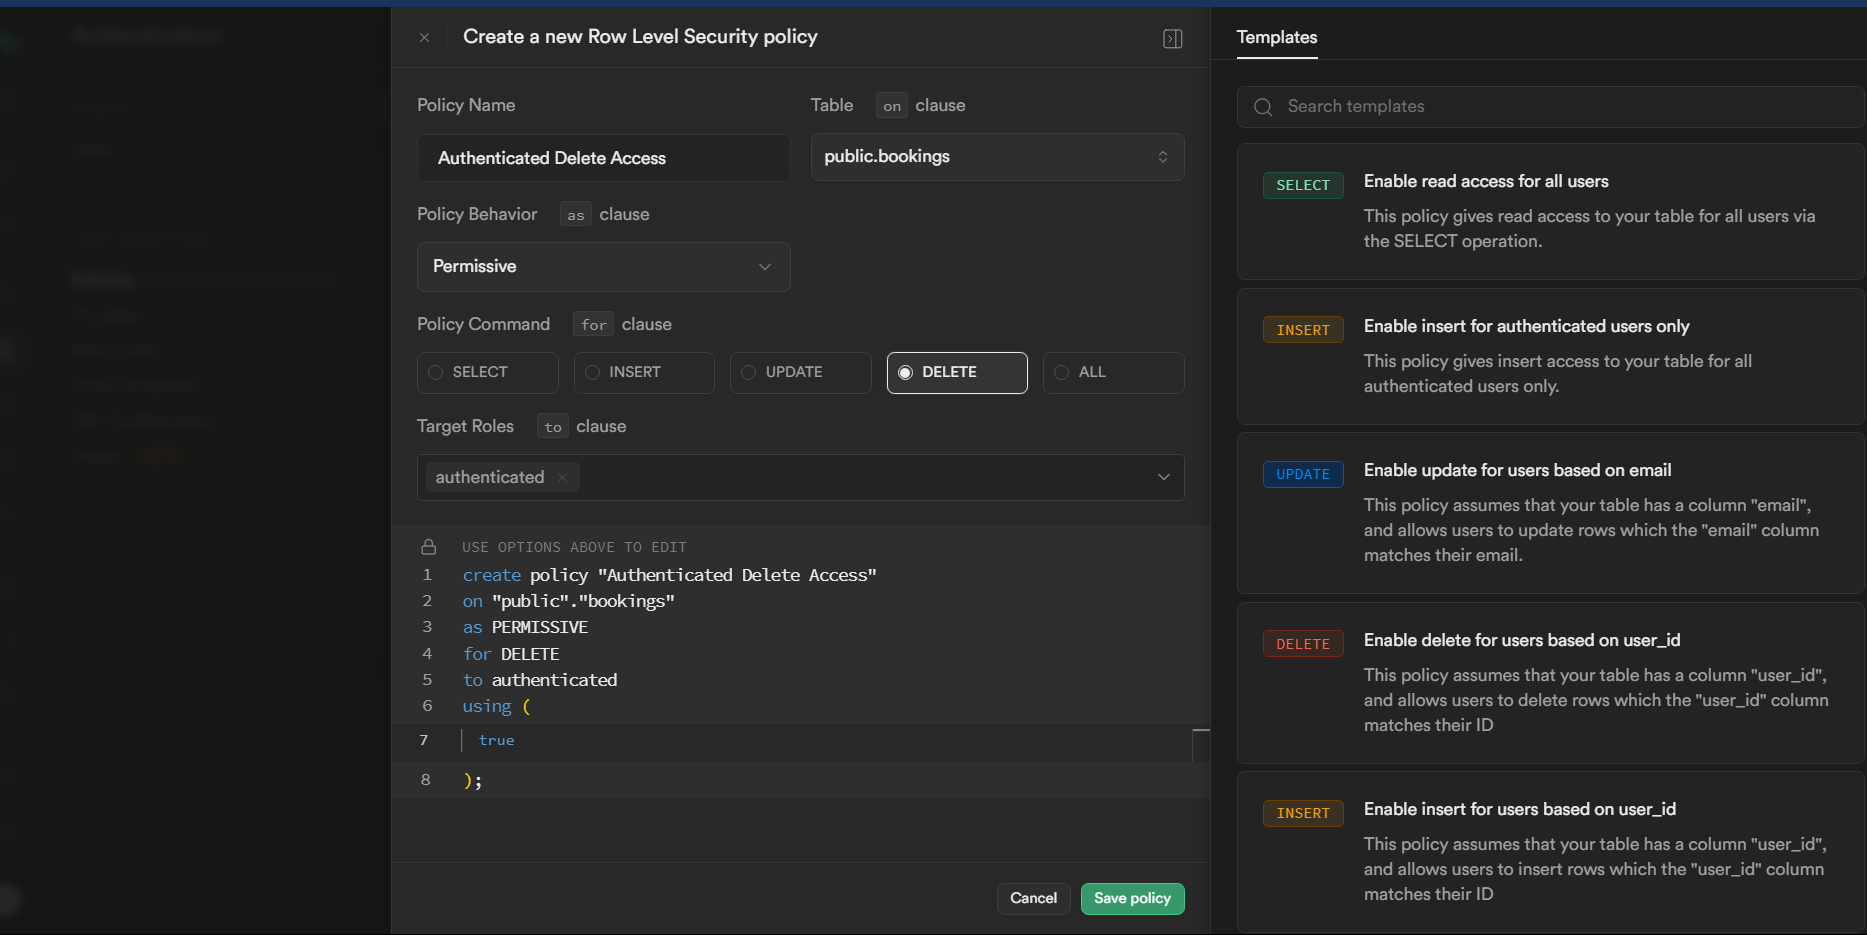 Create a new Row Level Security policy
Policy Name
Authenticated Delete Access
Table on clause
public.bookings
Policy Behavior as clause
Permissive
Policy Command for clause
SELECT
INSERT
UPDATE
DELETE
ALL
Target Roles to clause
authenticated
USE OPTIONS ABOVE TO EDIT
1 create policy "Authenticated Delete Access"
2 on "public"."bookings"
3 as PERMISSIVE
4 for DELETE
5 to authenticated
6 using (
7 true
8 );
Cancel
Save policy
Templates
Search templates
SELECT
Enable read access for all users
This policy gives read access to your table for all users via
the SELECT operation.
INSERT
Enable insert for authenticated users only
This policy gives insert access to your table for all
authenticated users only.
UPDATE
Enable update for users based on email
This policy assumes that your table has a column "email",
and allows users to update rows which the "email" column
matches their email.
DELETE
Enable delete for users based on user_id
This policy assumes that your table has a column "user_id",
and allows users to delete rows which the "user_id" column
matches their ID
INSERT
Enable insert for users based on user_id
This policy assumes that your table has a column "user_id",
and allows users to insert rows which the "user_id" column
matches their ID